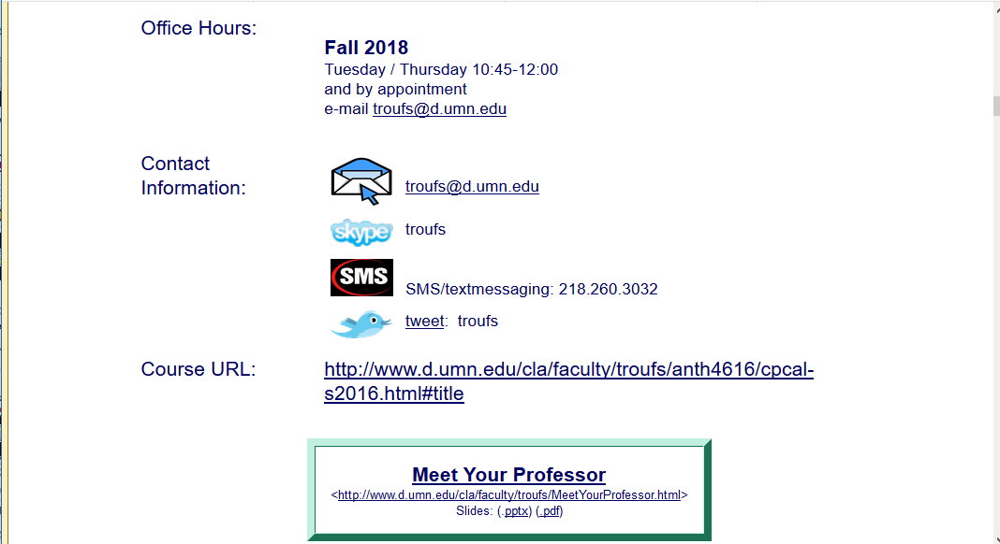 Office Hours:
Fall 2018
Tuesday / Thursday 10:45-12:00
and by appointment
e-mail troufs@d.umn.edu
Contact
Information:
troufs@d.umn.edu
skype
troufs
SMS
SMS/textmessaging: 218.260.3032
tweet: troufs
Course URL:
http://www.d.umn.edu/cla/faculty/troufs/anth4616/cpcal-
s2016.html#title
Meet Your Professor
<http://www.d.umn.edu/cla/faculty/troufs/MeetYourProfessor.html>
Slides: (.pptx) (.pdf)